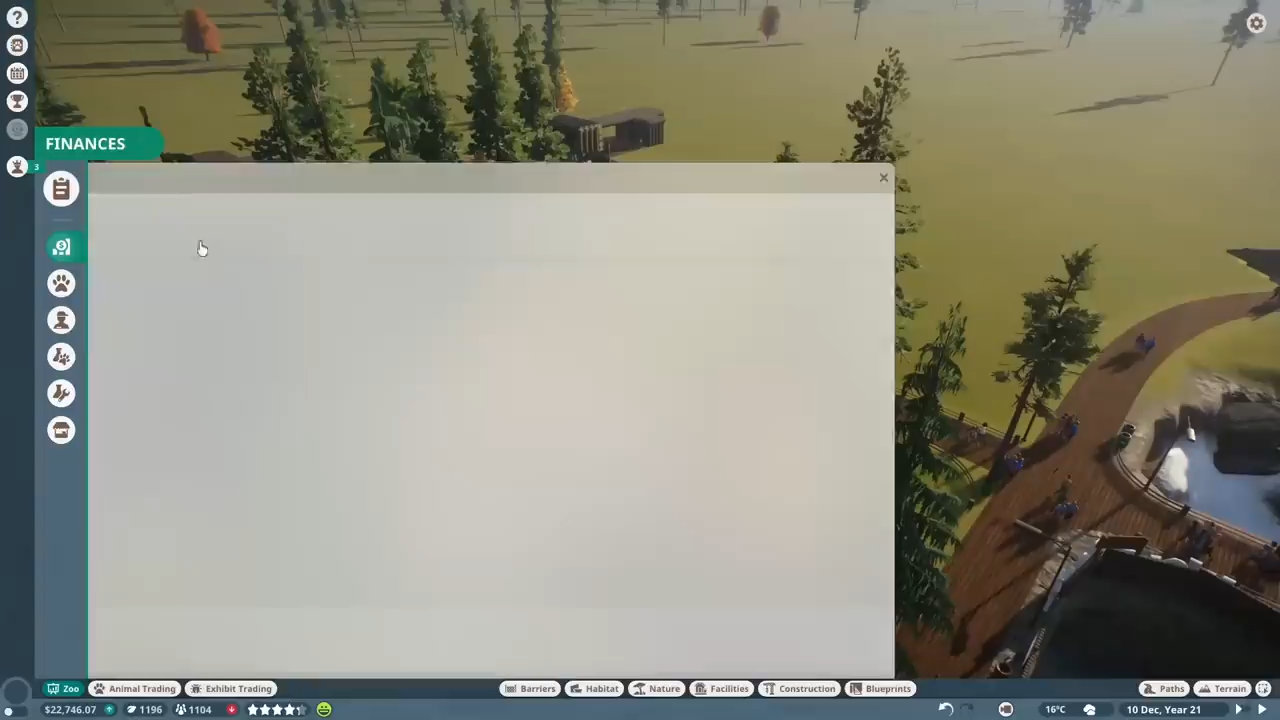 FINANCES
3
Zoo
Animal Trading
Exhibit Trading
Barriers
Habitat
Nature
Facilities
Construction
Blueprints
Paths
Terrain
$22,746.07
1196
1104
16°C
10 Dec, Year 21